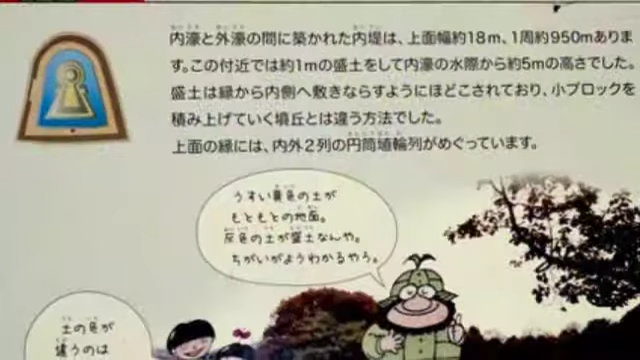 内濠と外濠の間に築かれた内堤は、上面幅約18m、1周約950mありま
す。この付近では約1mの盛土をして内濠の水際から約5mの高さでした。
盛土は縁から内側へ敷きならすようにほどこされており、小ブロックを
積み上げていく墳丘とは違う方法でした。
上面の縁には、内外2列の円筒埴輪列がめぐっています。
うすい黄色の土が
もともとの地面。
灰色の土が盛土なんや。
ちがいがようわかるやろ。
土の色が
違うのは